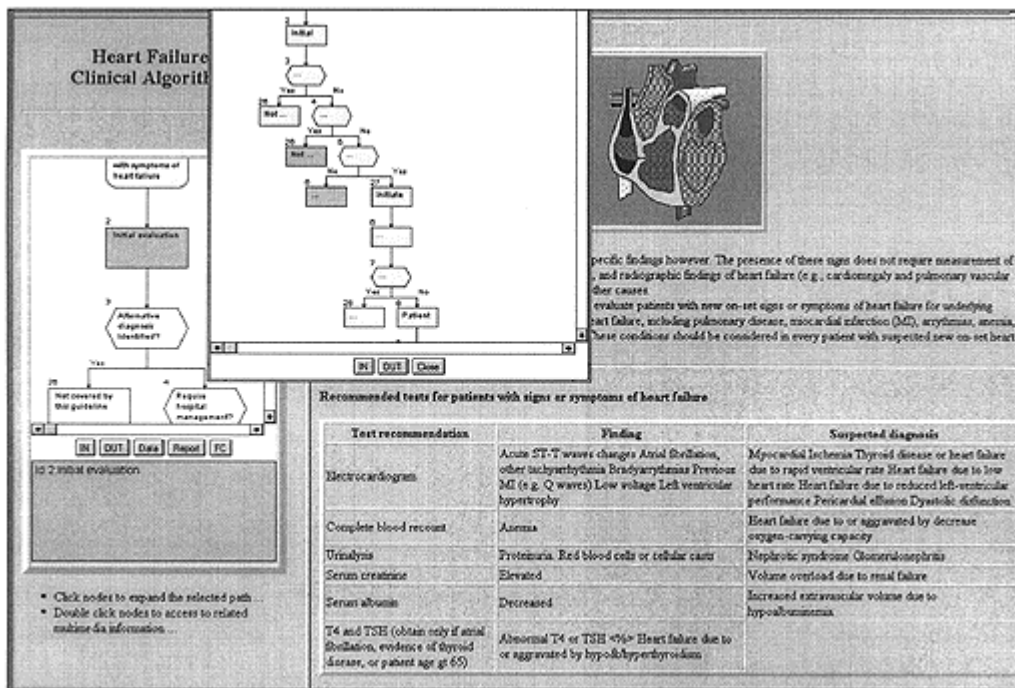 Heart Failure
Clinical Algorith
with symptoms of
heart failure
2
Initial evaluation
3
Alternative
diagnosis
identified?
Yes
Not covered by
this guideline
4
Require
hospital
management?
IN OUT Data Report FC
Id 2 Initial evaluation
Click nodes to expand the selected path ...
Double click nodes to access to related
multimedia information ...
2
Initial
3
...
Yes No
Not ...
4
...
Yes No
Not ...
5
...
No Yes
6
...
27
Initiate
...
7
...
Yes No
...
Patient
IN OUT Close
pecific findings however. The presence of these signs does not require measurement of
, and radiographic findings of heart failure (e.g., cardiomegaly and pulmonary vascular
ther causes
evaluate patients with new on-set signs or symptoms of heart failure for underlying
eart failure, including pulmonary disease, miocardial infarction (MI), arrythmias, anemia,
hese conditions should be considered in every patient with suspected new on-set heart
Recommended tests for patients with signs or symptoms of heart failure
Test recommendation Finding Suspected diagnosis
Electrocardiogram
Acute ST-T waves changes Atrial fibrillation,
other tachyarrhythmia Bradyarrythmias Previous
MI (e.g. Q waves) Low voltage Left ventricular
hypertrophy
Myocardial Ischemia Thyroid disease or heart failure
due to rapid ventricular rate Heart failure due to low
heart rate Heart failure due to reduced left-ventricular
performance Pericardial effusion Dyastolic disfunction
Complete blood recount
Anemia
Heart failure due to or aggravated by decrease
oxygen-carrying capacity
Urinalysis
Proteinuria. Red blood cells or cellular casts
Nephrotic syndrome Glomerulonephritis
Serum creatinine
Elevated
Volume overload due to renal failure
Serum albumin
Decreased
Increased extravascular volume due to
hypoalbuminemia
T4 and TSH (obtain only if atrial
fibrillation, evidence of thyroid
disease, or patient age gt 65)
Abnormal T4 or TSH <%> Heart failure due to
or aggravated by hypo&/hyperthyroidism